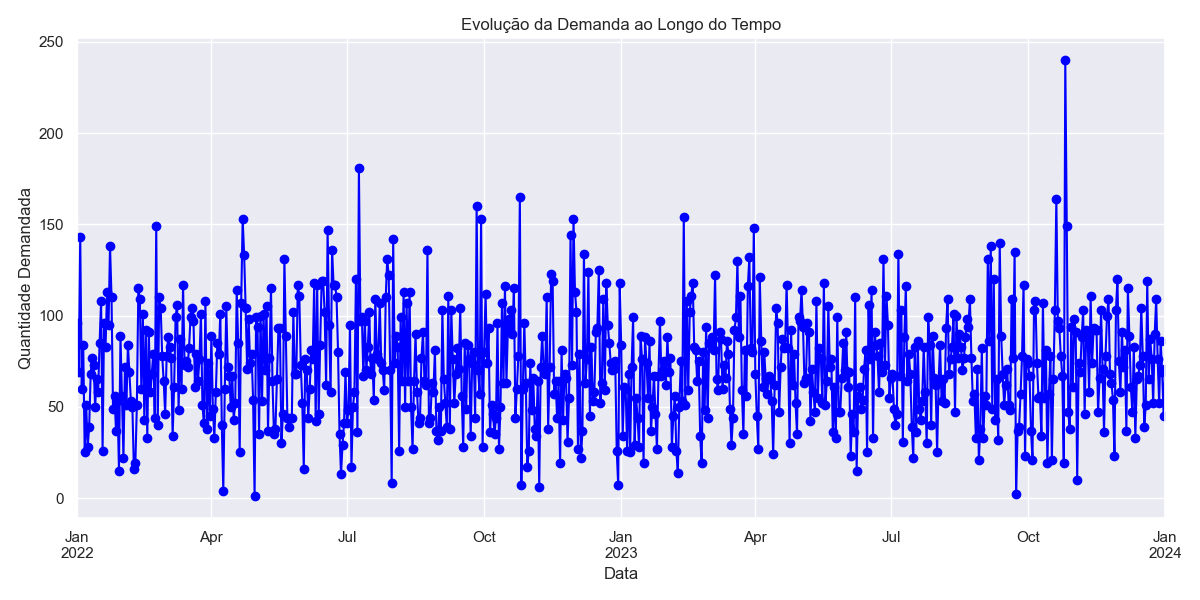 Evolução da Demanda ao Longo do Tempo
Quantidade Demandada
250
200
150
100
50
0
Jan Apr Jul Oct Jan Apr Jul Oct Jan
2022 2023 2024
Data